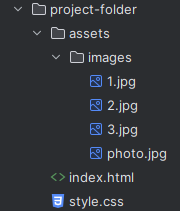 project-folder
assets
images
1.jpg
2.jpg
3.jpg
photo.jpg
index.html
style.css